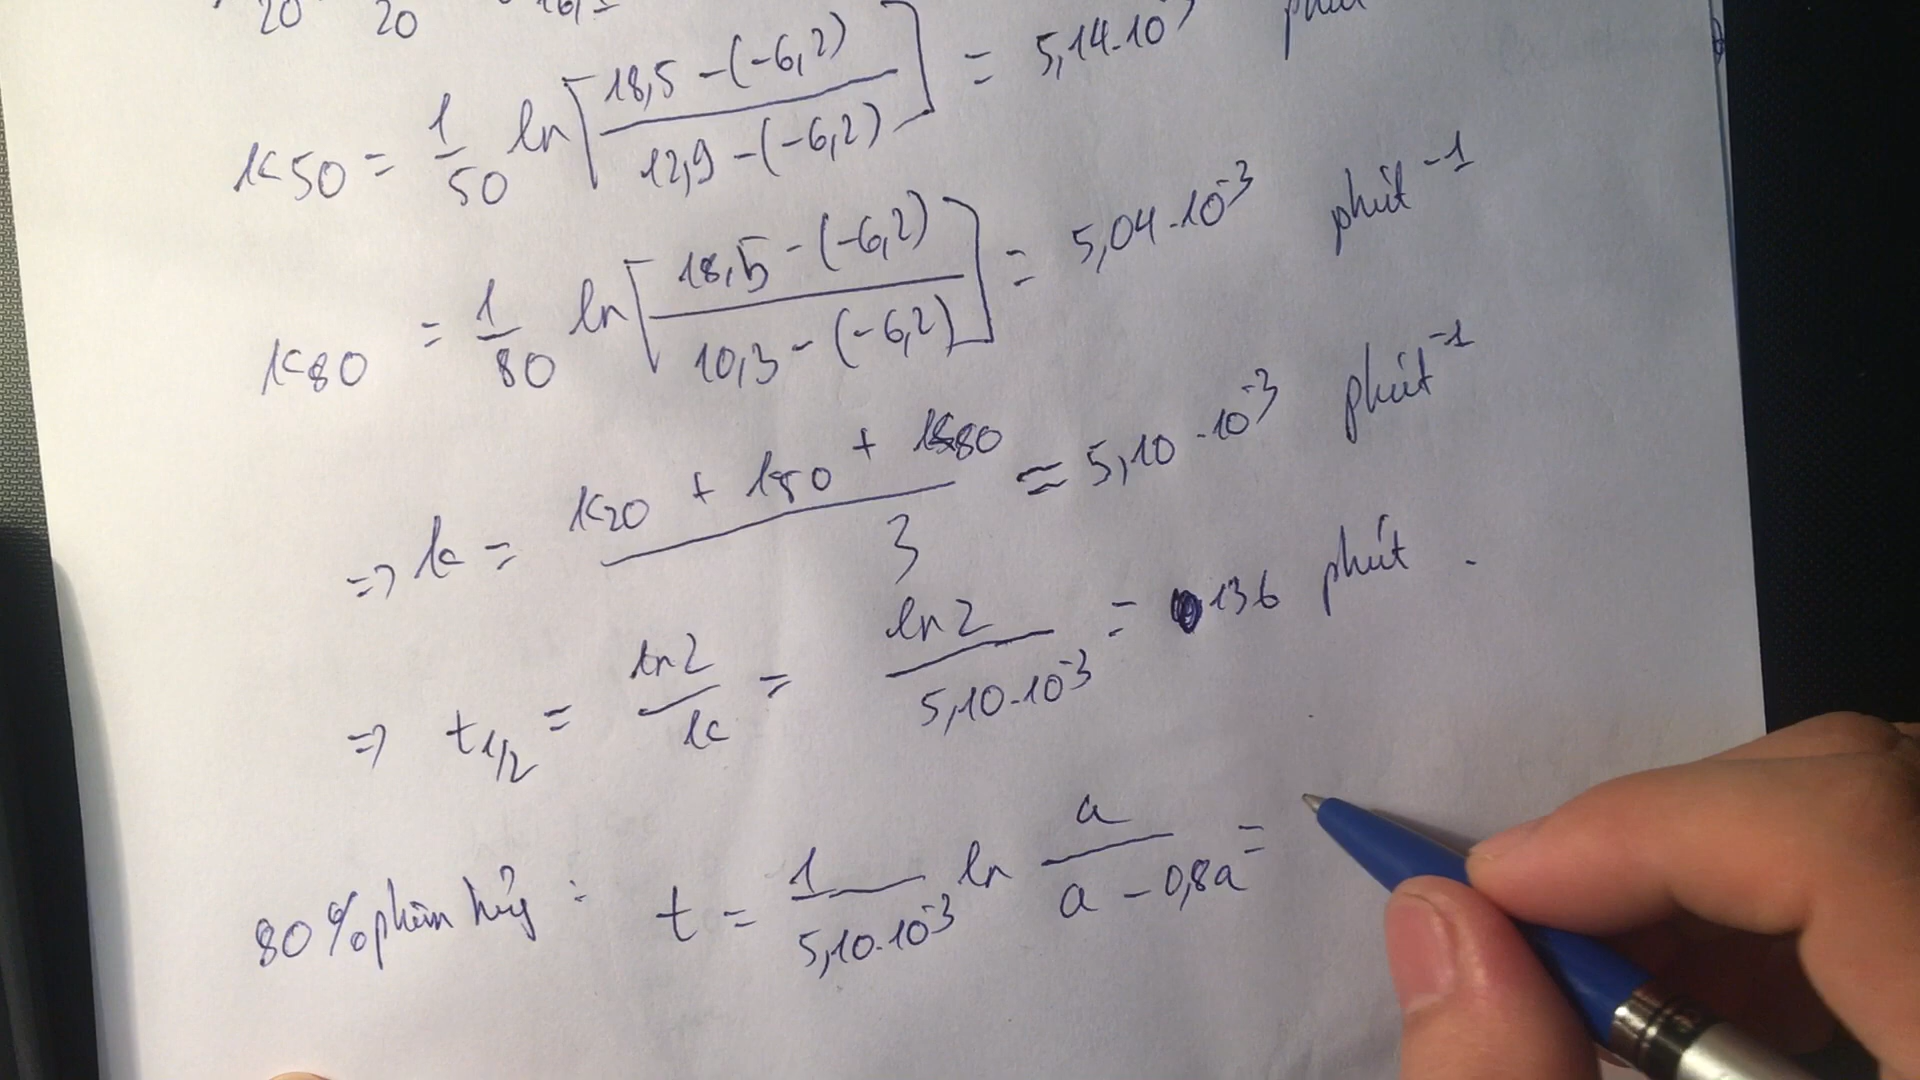 20 20
K50 = 1/50 ln[(18,5 - (-6,2))/(12,9 - (-6,2))] = 5,14.10^-3
K80 = 1/80 ln[(18,5 - (-6,2))/(10,3 - (-6,2))] = 5,04.10^-3 phút^-1
=> k = (K20 + K50 + K80)/3 ≈ 5,10.10^-3 phút^-1
=> t1/2 = ln2/k = ln2/(5,10.10^-3) = 136 phút.
80% phân hủy : t = 1/(5,10.10^-3) ln a/(a - 0,8a) =